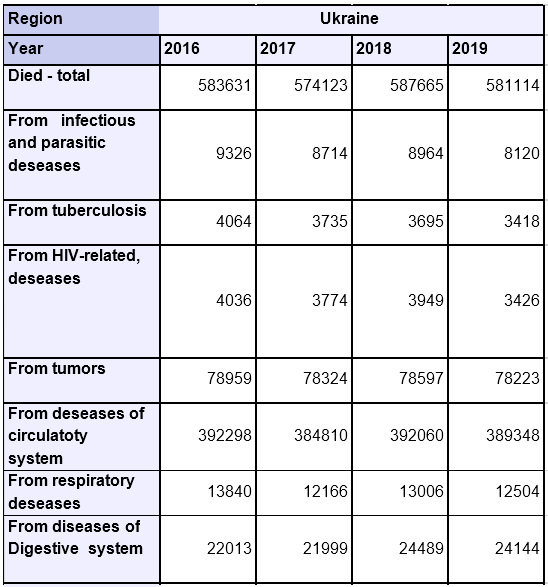 Region Ukraine
Year 2016 2017 2018 2019
Died - total
583631 574123 587665 581114
From infectious
and parasitic
deseases
9326 8714 8964 8120
From tuberculosis
4064 3735 3695 3418
From HIV-related,
deseases
4036 3774 3949 3426
From tumors
78959 78324 78597 78223
From deseases of
circulatoty
system
392298 384810 392060 389348
From respiratory
deseases
13840 12166 13006 12504
From diseases of
Digestive system
22013 21999 24489 24144